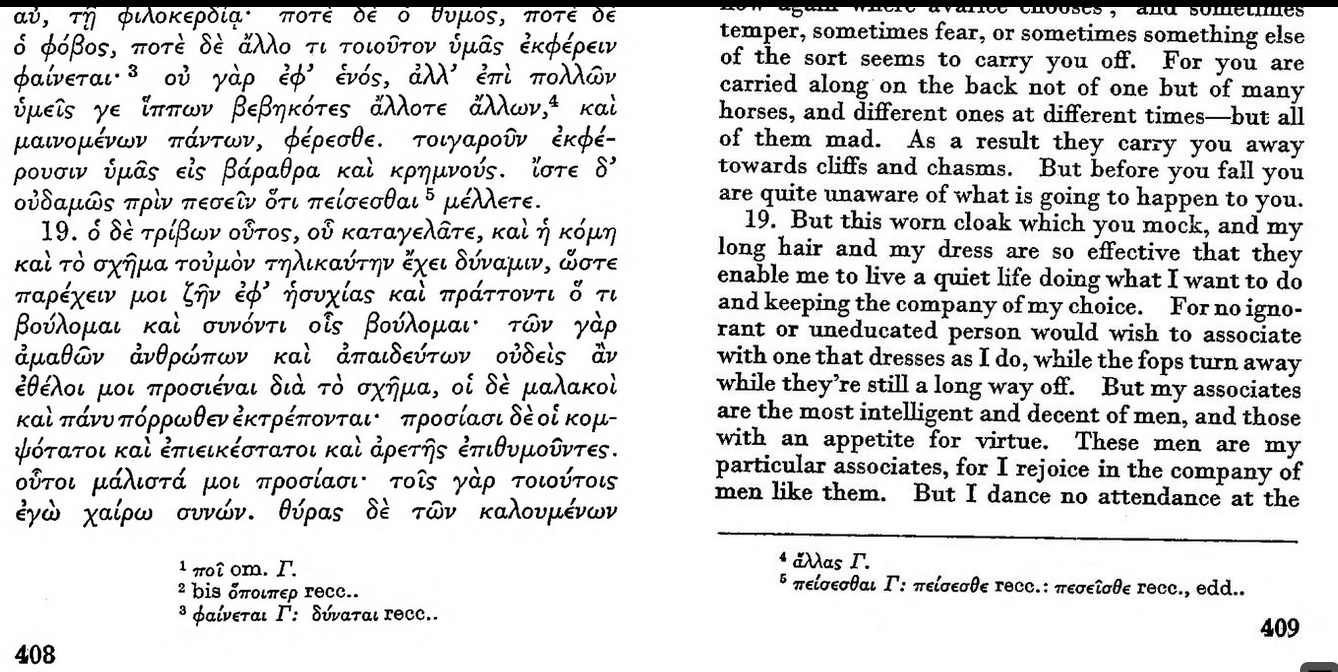 αὖ, τῇ φιλοκερδίᾳ· ποτὲ δὲ ὁ θυμός, ποτὲ δὲ
ὁ φόβος, ποτὲ δὲ ἄλλο τι τοιοῦτον ὑμᾶς ἐκφέρειν
φαίνεται· ³ οὐ γὰρ ἐφ’ ἑνός, ἀλλ’ ἐπὶ πολλῶν
ὑμεῖς γε ἵππων βεβηκότες ἄλλοτε ἄλλων,⁴ καὶ
μαινομένων πάντων, φέρεσθε. τοιγαροῦν ἐκφέ-
ρουσιν ὑμᾶς εἰς βάραθρα καὶ κρημνούς. ἴστε δ’
οὐδαμῶς πρὶν πεσεῖν ὅτι πείσεσθαι ⁵ μέλλετε.
19. ὁ δὲ τρίβων οὗτος, οὗ καταγελᾶτε, καὶ ἡ κόμη
καὶ τὸ σχῆμα τοὐμὸν τηλικαύτην ἔχει δύναμιν, ὥστε
παρέχειν μοι ζῆν ἐφ’ ἡσυχίας καὶ πράττοντι ὅ τι
βούλομαι καὶ συνόντι οἷς βούλομαι· τῶν γὰρ
ἀμαθῶν ἀνθρώπων καὶ ἀπαιδεύτων οὐδεὶς ἂν
ἐθέλοι μοι προσιέναι διὰ τὸ σχῆμα, οἱ δὲ μαλακοὶ
καὶ πάνυ πόρρωθεν ἐκτρέπονται· προσίασι δὲ οἱ κομ-
ψότατοι καὶ ἐπιεικέστατοι καὶ ἀρετῆς ἐπιθυμοῦντες.
οὗτοι μάλιστά μοι προσίασι· τοῖς γὰρ τοιούτοις
ἐγὼ χαίρω συνών. θύρας δὲ τῶν καλουμένων
¹ ποῖ om. Γ.
² bis ὅποιπερ recc..
³ φαίνεται Γ: δύναται recc..
408
now again where avarice chooses; and sometimes
temper, sometimes fear, or sometimes something else
of the sort seems to carry you off. For you are
carried along on the back not of one but of many
horses, and different ones at different times—but all
of them mad. As a result they carry you away
towards cliffs and chasms. But before you fall you
are quite unaware of what is going to happen to you.
19. But this worn cloak which you mock, and my
long hair and my dress are so effective that they
enable me to live a quiet life doing what I want to do
and keeping the company of my choice. For no igno-
rant or uneducated person would wish to associate
with one that dresses as I do, while the fops turn away
while they’re still a long way off. But my associates
are the most intelligent and decent of men, and those
with an appetite for virtue. These men are my
particular associates, for I rejoice in the company of
men like them. But I dance no attendance at the
⁴ ἄλλας Γ.
⁵ πείσεσθαι Γ: πείσεσθε recc.: πεσεῖσθε recc., edd..
409